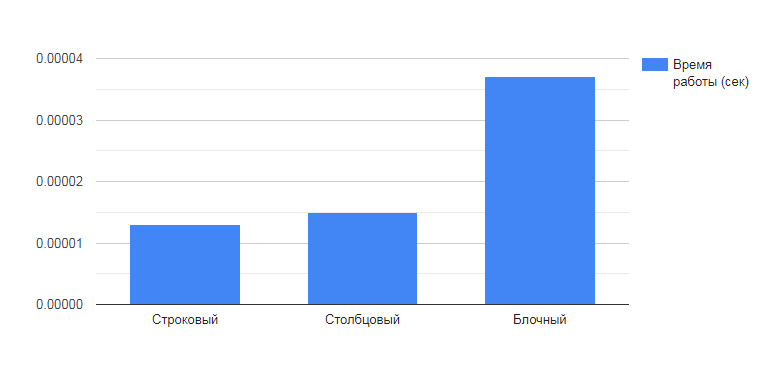 0.00004
0.00003
0.00002
0.00001
0.00000
Строковый
Столбцовый
Блочный
Время
работы (сек)